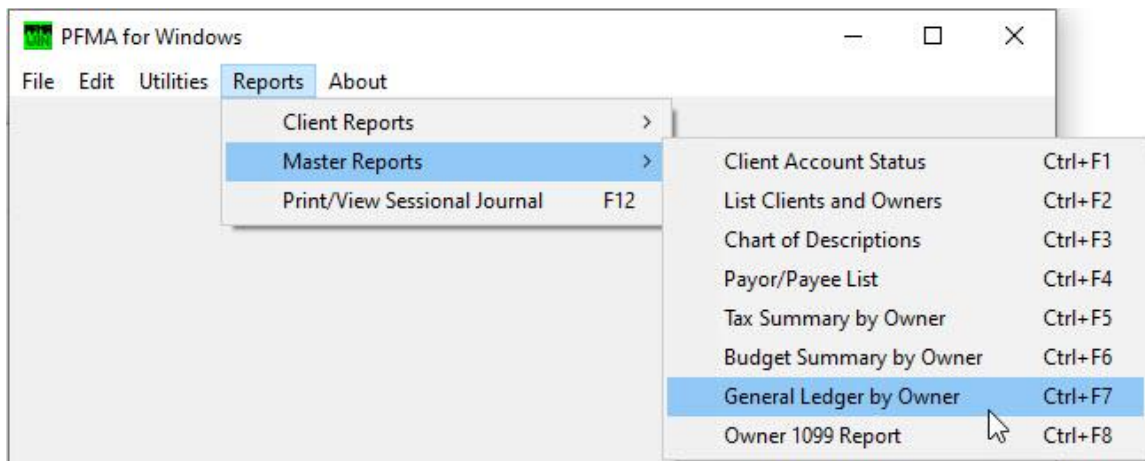 PFMA for Windows
File Edit Utilities Reports About
Client Reports >
Master Reports >
Print/View Sessional Journal F12
Client Account Status Ctrl+F1
List Clients and Owners Ctrl+F2
Chart of Descriptions Ctrl+F3
Payor/Payee List Ctrl+F4
Tax Summary by Owner Ctrl+F5
Budget Summary by Owner Ctrl+F6
General Ledger by Owner Ctrl+F7
Owner 1099 Report Ctrl+F8